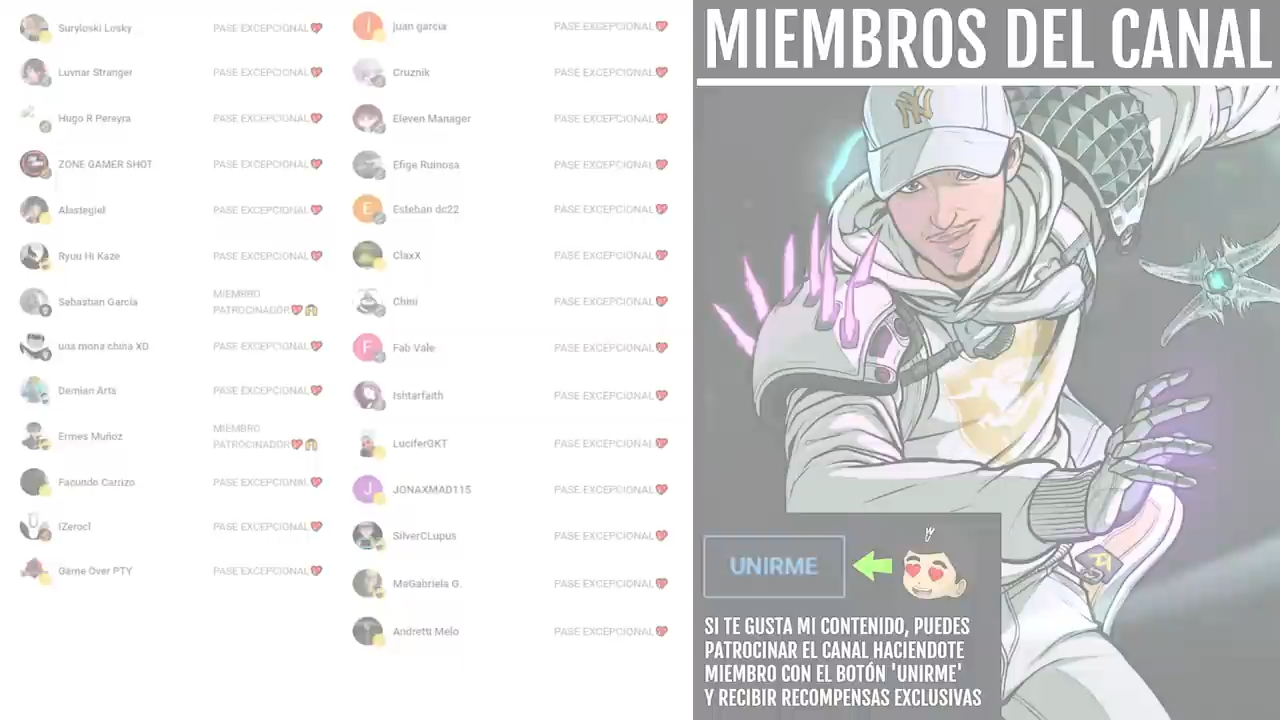 MIEMBROS DEL CANAL
Suryloski Losky PASE EXCEPCIONAL
Luvnar Stranger PASE EXCEPCIONAL
Hugo R Pereyra PASE EXCEPCIONAL
ZONE GAMER SHOT PASE EXCEPCIONAL
Alastegiel PASE EXCEPCIONAL
Ryuu Hi Kaze PASE EXCEPCIONAL
Sebastian García MIEMBRO
PATROCINADOR
una mona china XD PASE EXCEPCIONAL
Demian Arts PASE EXCEPCIONAL
Ermes Muñoz MIEMBRO
PATROCINADOR
Facundo Carrizo PASE EXCEPCIONAL
iZerocl PASE EXCEPCIONAL
Game Over PTY PASE EXCEPCIONAL
J juan garcia PASE EXCEPCIONAL
Cruznik PASE EXCEPCIONAL
Eleven Manager PASE EXCEPCIONAL
Efige Ruinosa PASE EXCEPCIONAL
E Esteban dc22 PASE EXCEPCIONAL
ClaxX PASE EXCEPCIONAL
Chimi PASE EXCEPCIONAL
F Fab Vale PASE EXCEPCIONAL
Ishtarfaith PASE EXCEPCIONAL
LuciferGKT PASE EXCEPCIONAL
J JONAXMAD115 PASE EXCEPCIONAL
SilverCLupus PASE EXCEPCIONAL
MaGabriela G. PASE EXCEPCIONAL
Andretti Melo PASE EXCEPCIONAL
NY
UNIRME
SI TE GUSTA MI CONTENIDO, PUEDES
PATROCINAR EL CANAL HACIENDOTE
MIEMBRO CON EL BOTÓN 'UNIRME'
Y RECIBIR RECOMPENSAS EXCLUSIVAS